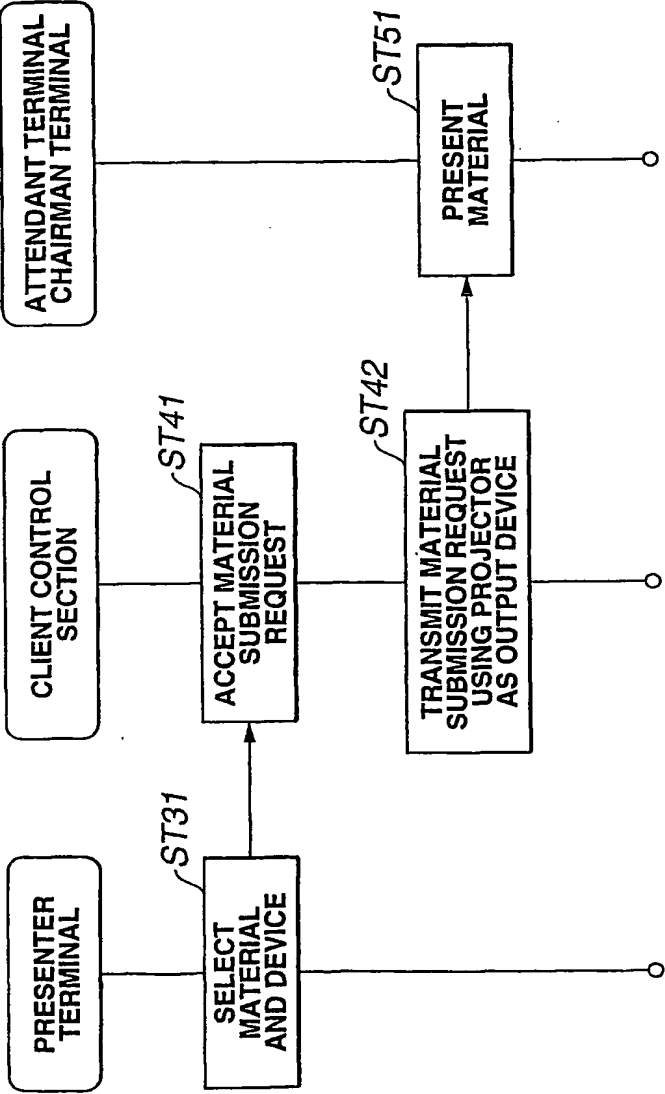 PRESENTER
TERMINAL
CLIENT CONTROL
SECTION
ATTENDANT TERMINAL
CHAIRMAN TERMINAL
ST31
SELECT
MATERIAL
AND DEVICE
ST41
ACCEPT MATERIAL
SUBMISSION
REQUEST
ST42
TRANSMIT MATERIAL
SUBMISSION REQUEST
USING PROJECTOR
AS OUTPUT DEVICE
ST51
PRESENT
MATERIAL